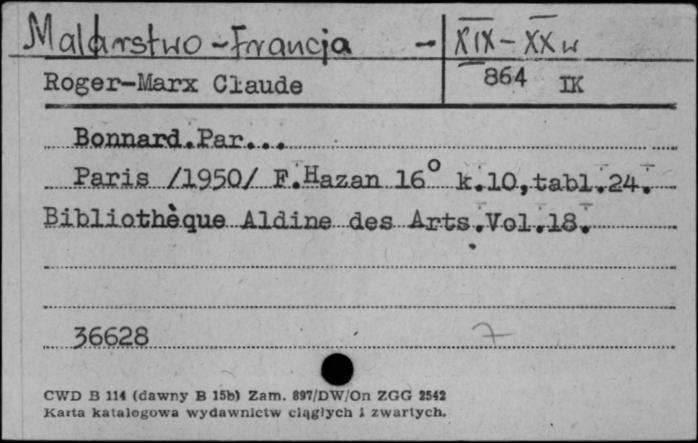 Malarstwo - Francja - XIX - XX w
Roger-Marx Claude 864 IK
Bonnard.Par...
Paris /1950/ F.Hazan 16° k.10,tabl.24.
Bibliothèque Aldine des Arts.Vol.18.
36628 7
CWD B 114 (dawny B 15b) Zam. 897/DW/On ZGG 2542
Karta katalogowa wydawnictw ciągłych i zwartych.